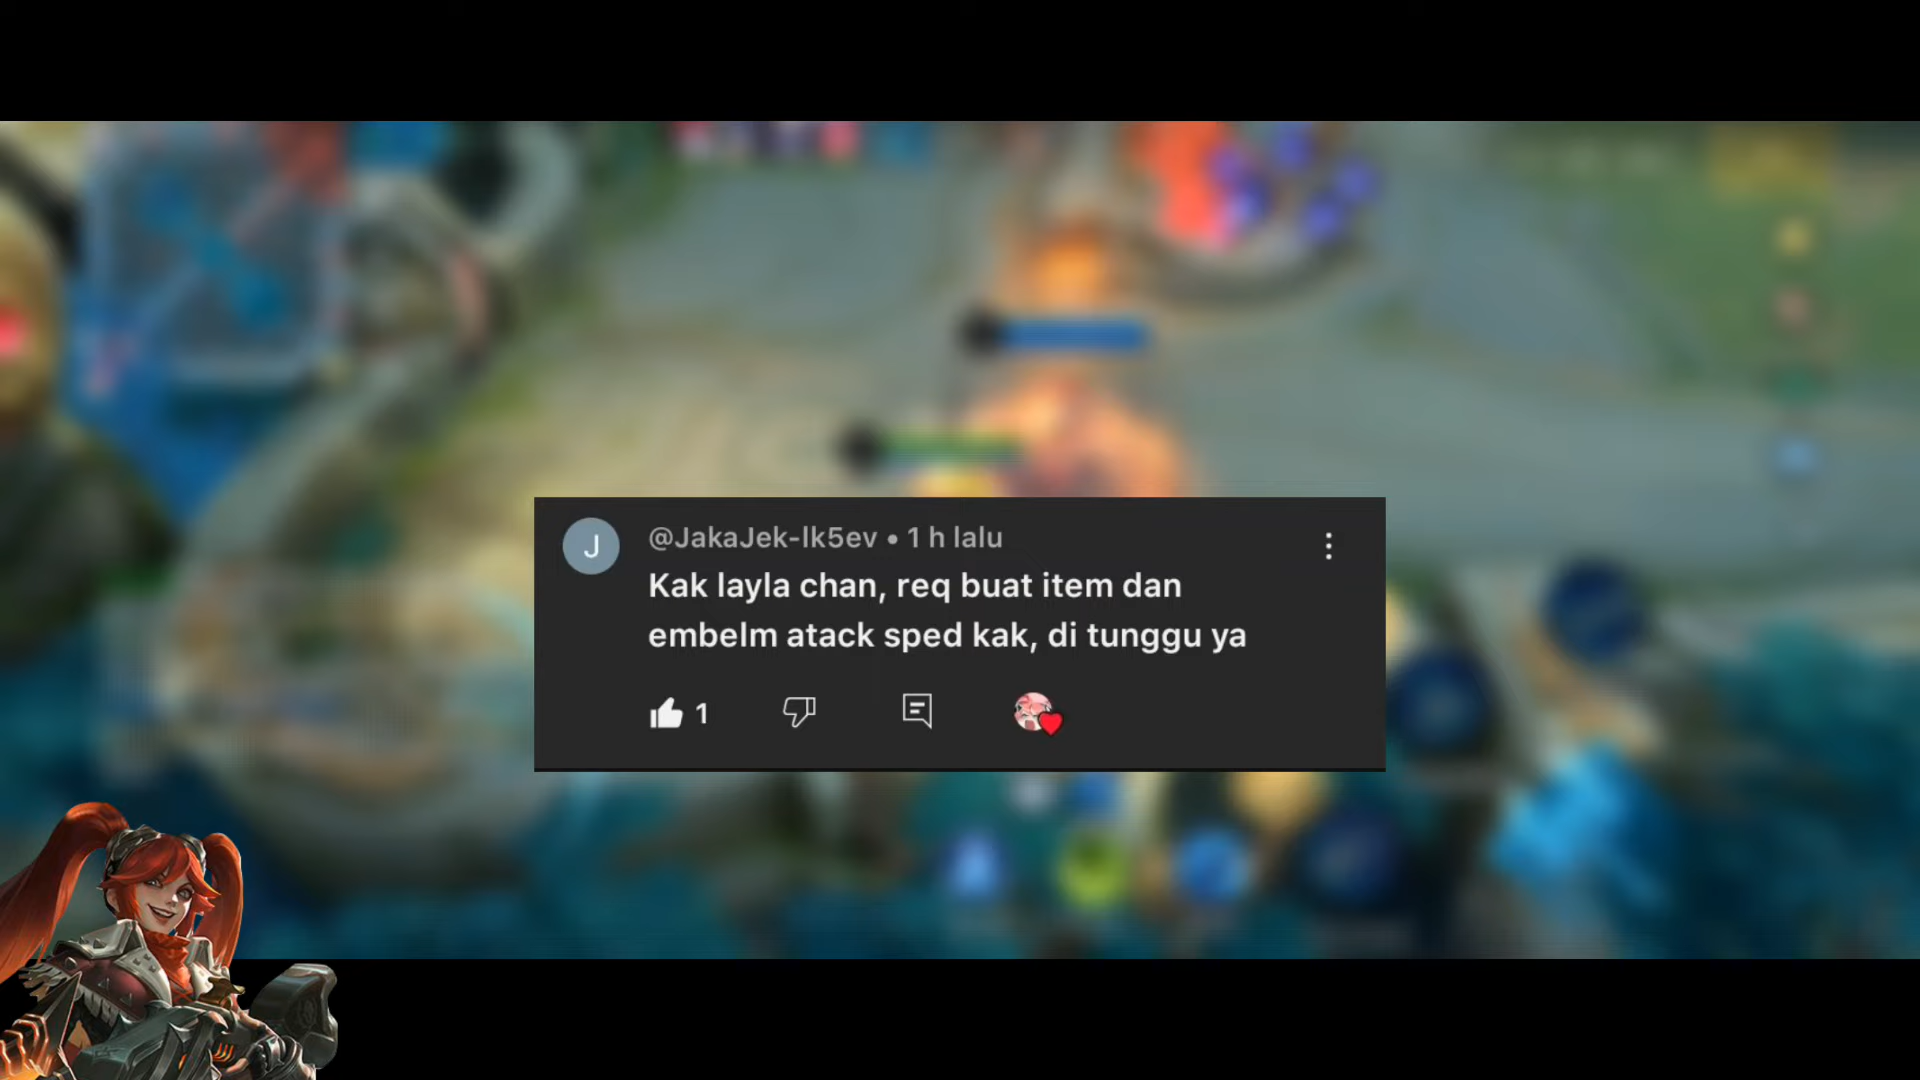 J
@JakaJek-lk5ev • 1 h lalu
Kak layla chan, req buat item dan
embelm atack sped kak, di tunggu ya
1